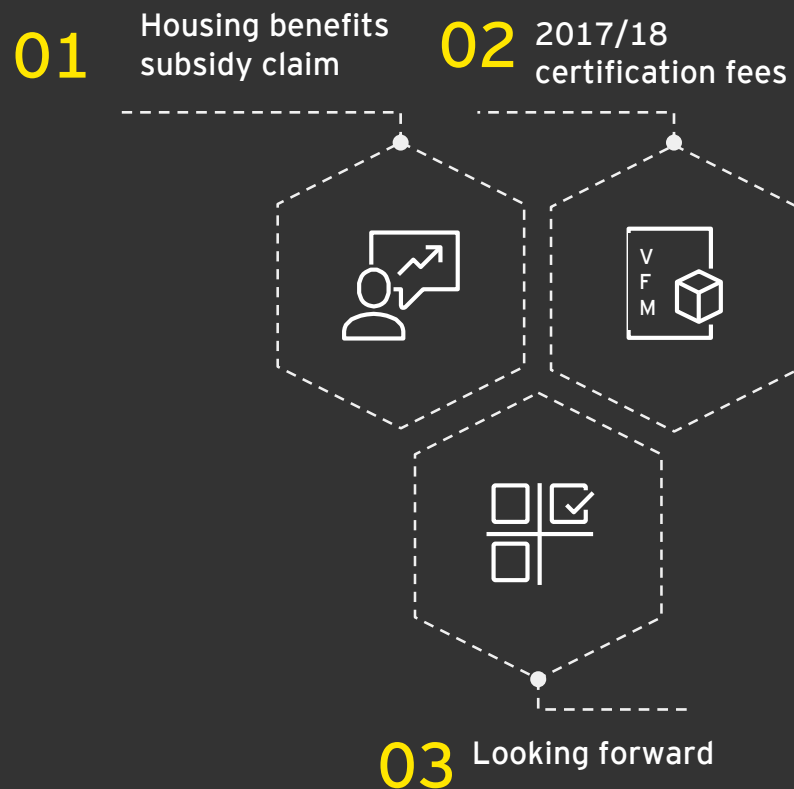 01
Housing benefits
subsidy claim
02
2017/18
certification fees
V
F
M
03
Looking forward